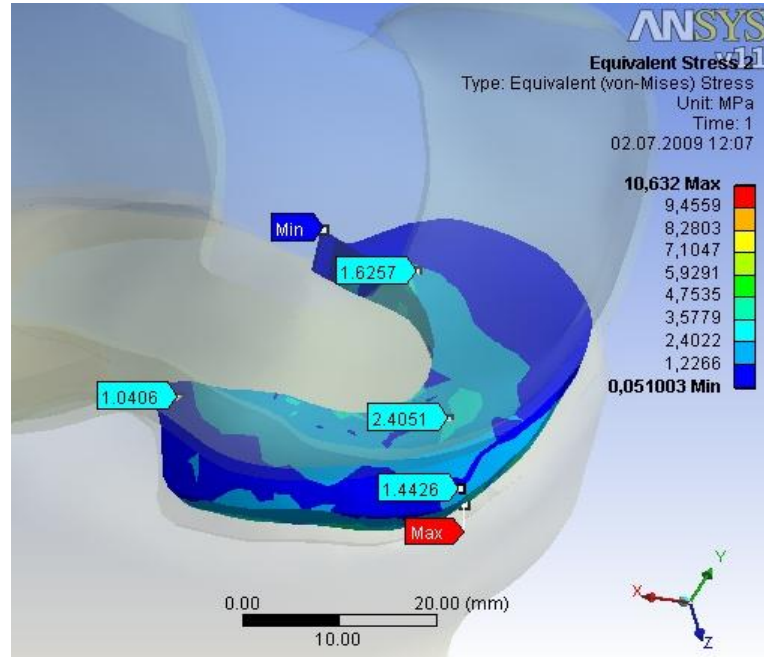 ANSYS
v11
Equivalent Stress 2
Type: Equivalent (von-Mises) Stress
Unit: MPa
Time: 1
02.07.2009 12:07
10,632 Max
9,4559
8,2803
7,1047
5,9291
4,7535
3,5779
2,4022
1,2266
0,051003 Min
Min
1.6257
1.0406
2.4051
1.4426
Max
0.00 20.00 (mm)
10.00
Y
X
Z